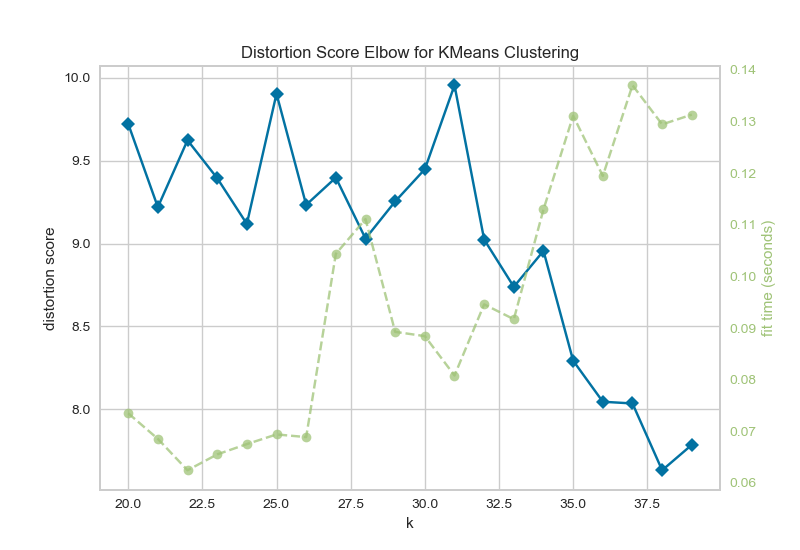 Distortion Score Elbow for KMeans Clustering
10.0
9.5
9.0
8.5
8.0
distortion score
0.14
0.13
0.12
0.11
0.10
0.09
0.08
0.07
0.06
fit time (seconds)
20.0 22.5 25.0 27.5 30.0 32.5 35.0 37.5
k